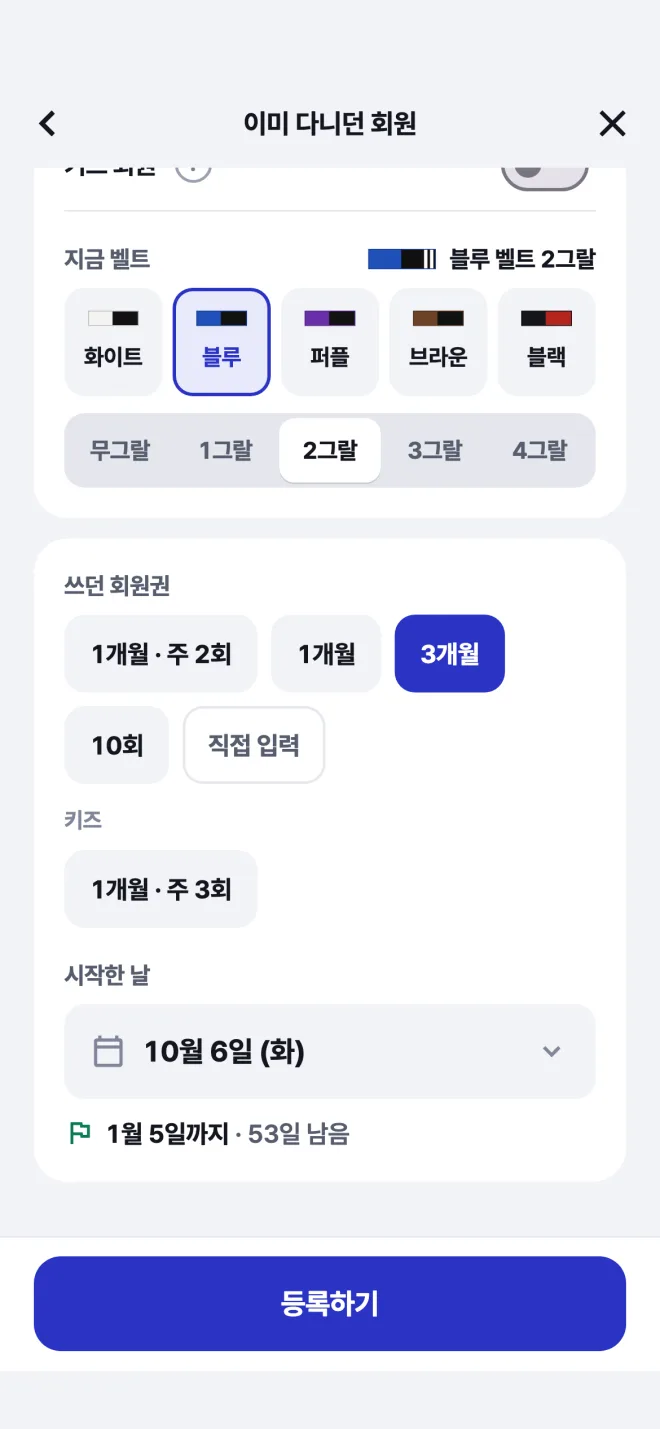 이미 다니던 회원
키즈 회원
지금 벨트
블루 벨트 2그랄
화이트
블루
퍼플
브라운
블랙
무그랄
1그랄
2그랄
3그랄
4그랄
쓰던 회원권
1개월 · 주 2회
1개월
3개월
10회
직접 입력
키즈
1개월 · 주 3회
시작한 날
10월 6일 (화)
1월 5일까지 · 53일 남음
등록하기